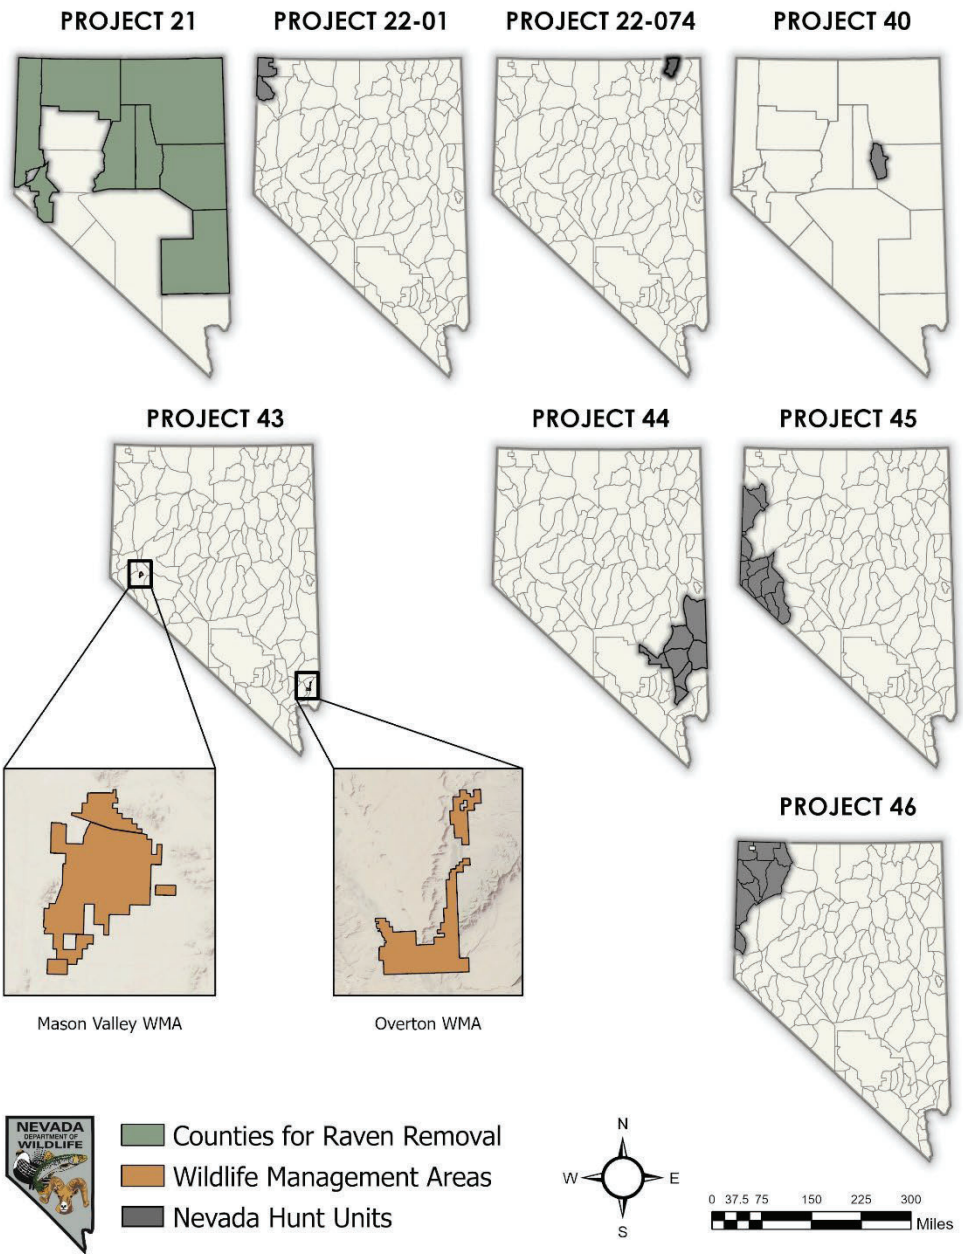 PROJECT 21
PROJECT 22-01
PROJECT 22-074
PROJECT 40
PROJECT 43
PROJECT 44
PROJECT 45
Mason Valley WMA
Overton WMA
PROJECT 46
NEVADA
DEPARTMENT OF
WILDLIFE
Counties for Raven Removal
Wildlife Management Areas
Nevada Hunt Units
N
W E
S
0 37.5 75 150 225 300
Miles